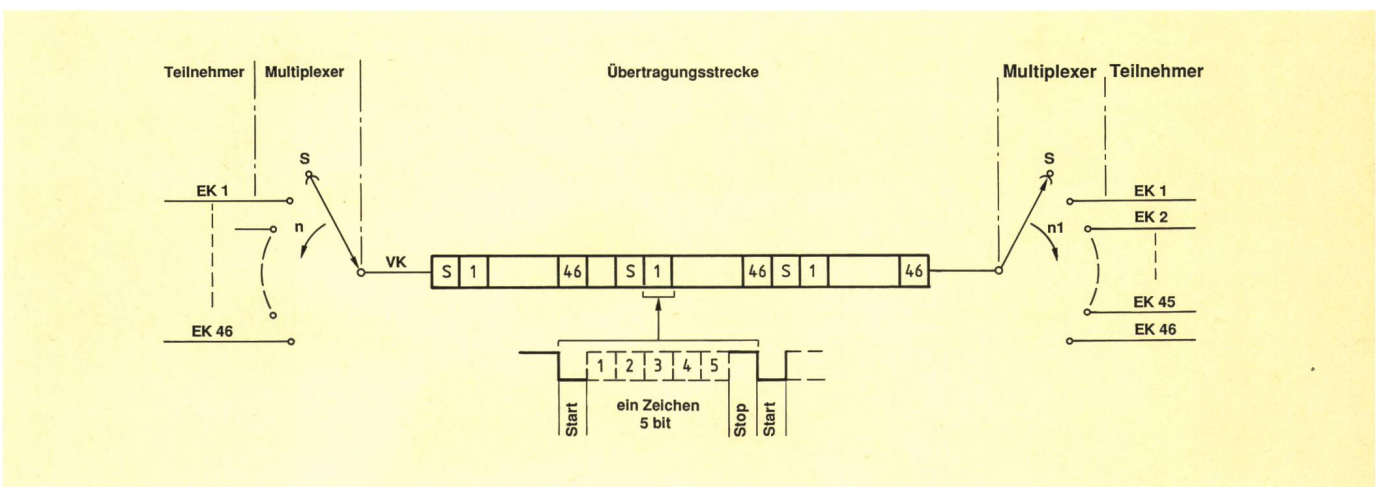 Teilnehmer Multiplexer Übertragungsstrecke Multiplexer Teilnehmer
S S
EK 1 EK 1
n EK 2
n1
VK S 1 46 S 1 46 S 1 46
EK 45
EK 46 EK 46
1 2 3 4 5
Start ein Zeichen Stop Start
5 bit